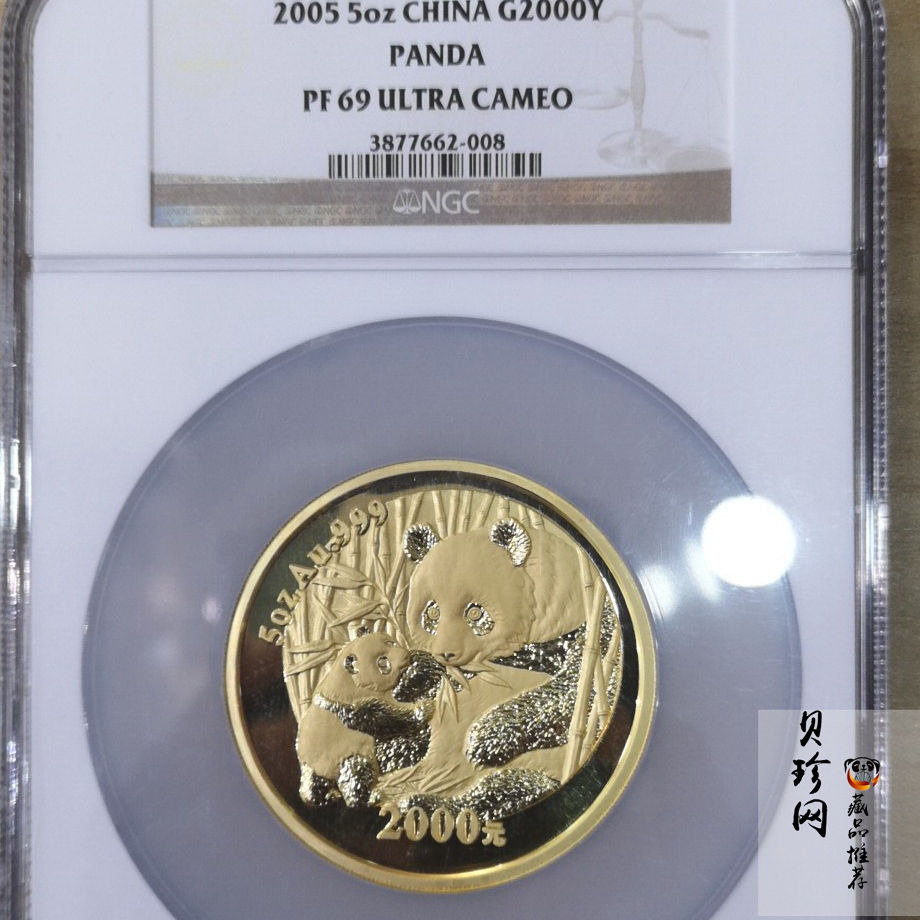 2005 5oz CHINA G2000Y
PANDA
PF 69 ULTRA CAMEO
3877662-008
NGC
5oz.Au.999
2000元
贝珍网
藏品推荐